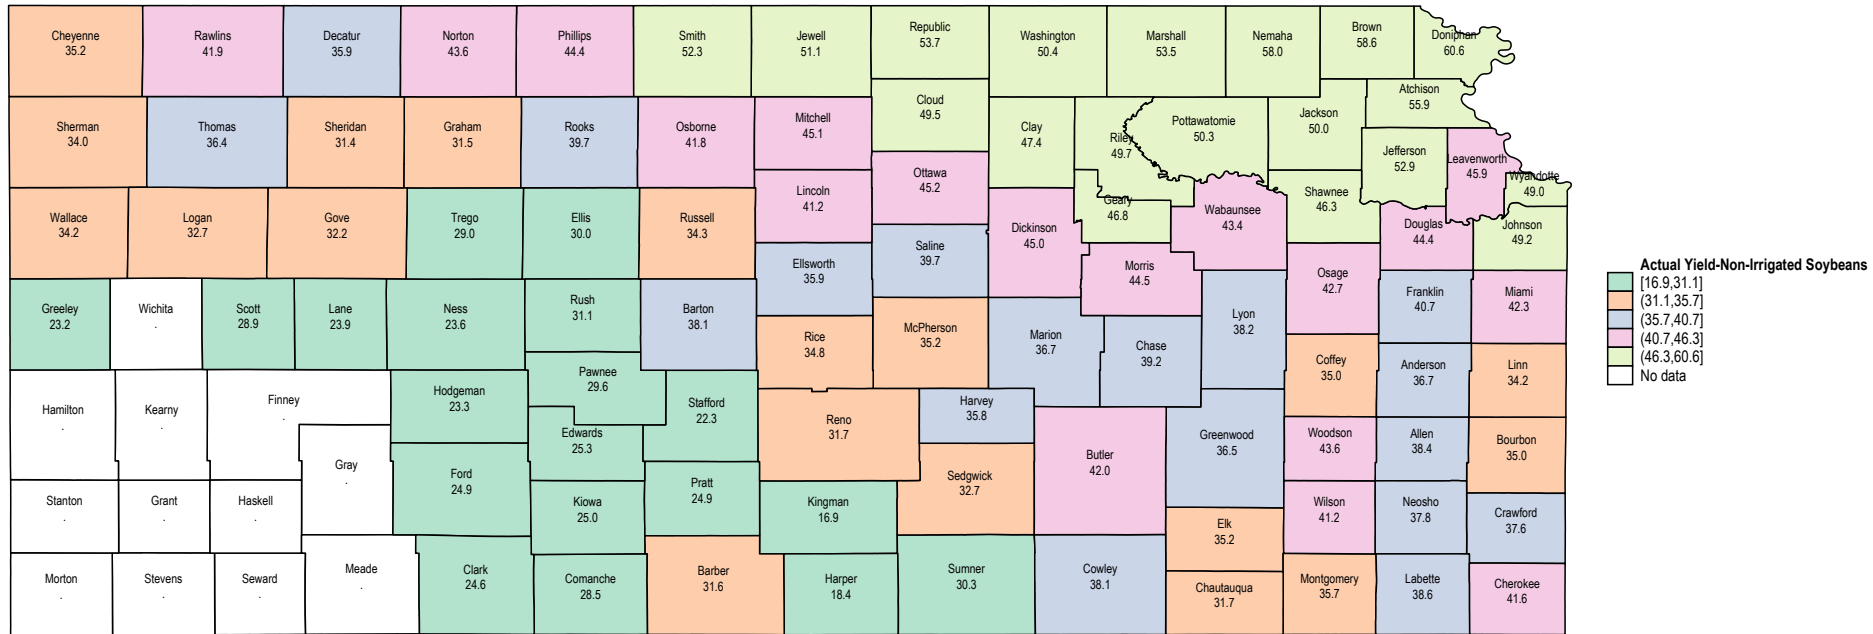 Cheyenne
35.2
Rawlins
41.9
Decatur
35.9
Norton
43.6
Phillips
44.4
Smith
52.3
Jewell
51.1
Republic
53.7
Washington
50.4
Marshall
53.5
Nemaha
58.0
Brown
58.6
Doniphan
60.6
Sherman
34.0
Thomas
36.4
Sheridan
31.4
Graham
31.5
Rooks
39.7
Osborne
41.8
Mitchell
45.1
Cloud
49.5
Clay
47.4
Riley
49.7
Pottawatomie
50.3
Jackson
50.0
Atchison
55.9
Jefferson
52.9
Leavenworth
45.9
Wyandotte
49.0
Wallace
34.2
Logan
32.7
Gove
32.2
Trego
29.0
Ellis
30.0
Russell
34.3
Lincoln
41.2
Ottawa
45.2
Dickinson
45.0
Geary
46.8
Wabaunsee
43.4
Shawnee
46.3
Douglas
44.4
Johnson
49.2
Ellsworth
35.9
Saline
39.7
Morris
44.5
Osage
42.7
Franklin
40.7
Miami
42.3
Greeley
23.2
Wichita
.
Scott
28.9
Lane
23.9
Ness
23.6
Rush
31.1
Barton
38.1
Rice
34.8
McPherson
35.2
Marion
36.7
Chase
39.2
Lyon
38.2
Coffey
35.0
Anderson
36.7
Linn
34.2
Hamilton
.
Kearny
.
Finney
.
Hodgeman
23.3
Pawnee
29.6
Stafford
22.3
Reno
31.7
Harvey
35.8
Butler
42.0
Greenwood
36.5
Woodson
43.6
Allen
38.4
Bourbon
35.0
Gray
.
Ford
24.9
Edwards
25.3
Kiowa
25.0
Pratt
24.9
Kingman
16.9
Sedgwick
32.7
Elk
35.2
Wilson
41.2
Neosho
37.8
Crawford
37.6
Stanton
.
Grant
.
Haskell
.
Morton
.
Stevens
.
Seward
.
Meade
.
Clark
24.6
Comanche
28.5
Barber
31.6
Harper
18.4
Sumner
30.3
Cowley
38.1
Chautauqua
31.7
Montgomery
35.7
Labette
38.6
Cherokee
41.6
Actual Yield-Non-Irrigated Soybeans
[16.9,31.1]
(31.1,35.7]
(35.7,40.7]
(40.7,46.3]
(46.3,60.6]
No data